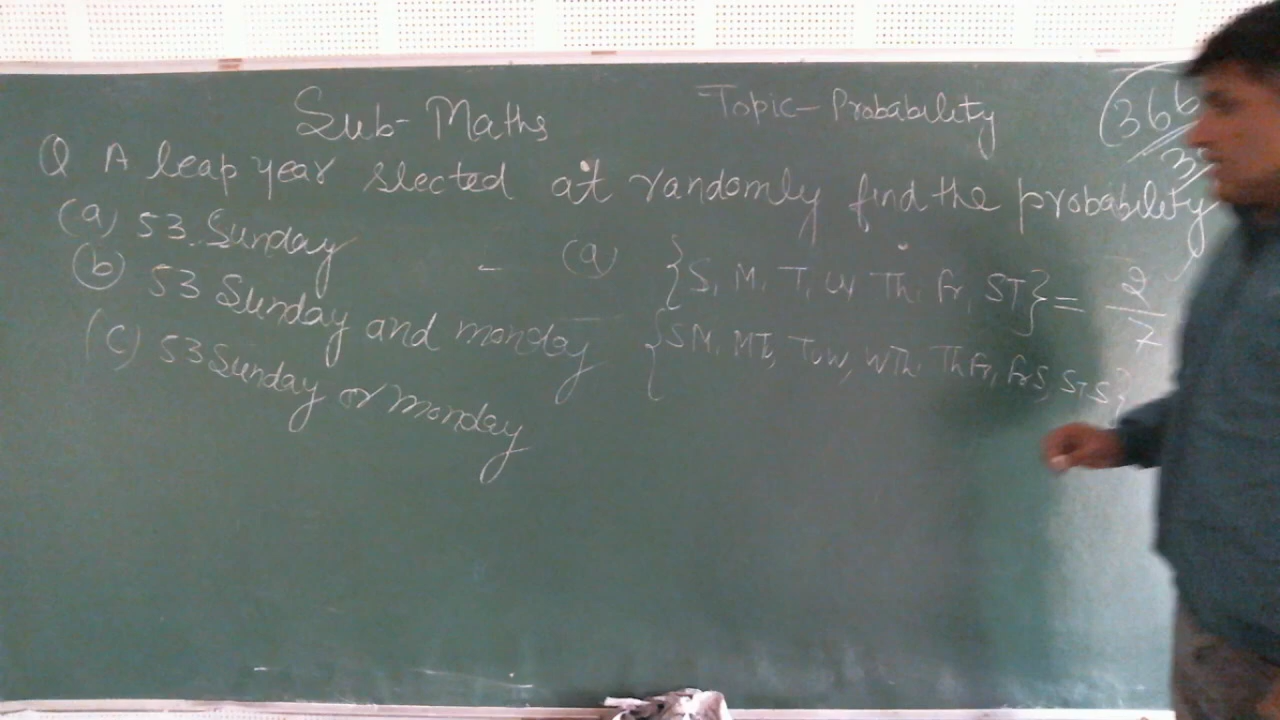 Sub-Maths
Topic-Probability
366
Q A leap year slected at randomly find the probability
(a) 53 Sunday
(b) 53 Sunday and monday
(c) 53 Sunday or monday
(a) {S, M, T, W, Th, Fr, ST} = 2/7
{SM, MT, TW, WTh, ThFr, FrS, STS}